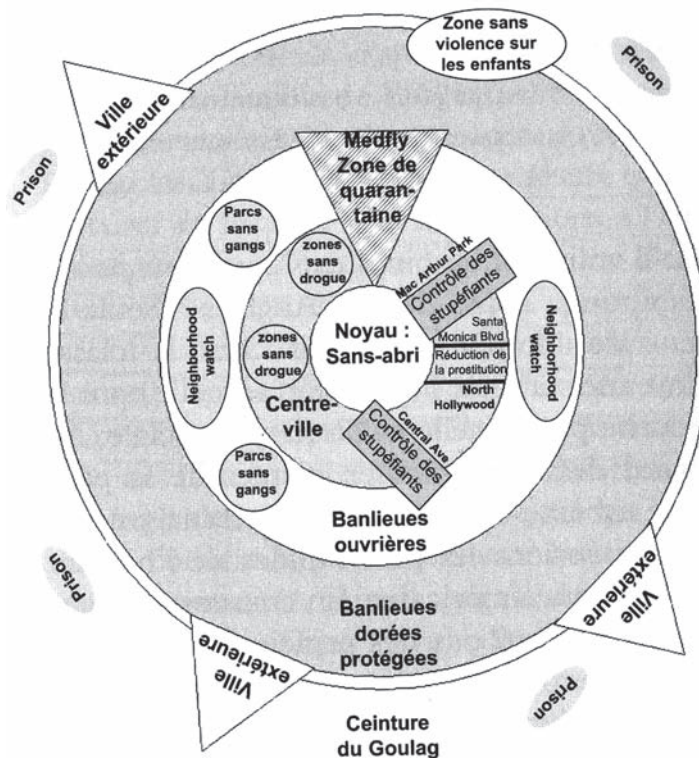 Zone sans
violence sur
les enfants
Prison
Ville
extérieure
Prison
Medfly
Zone de
quaran-
taine
Parcs
sans
gangs
zones
sans
drogue
Mac Arthur Park
Contrôle des
stupéfiants
Neighborhood
watch
zones
sans
drogue
Noyau :
Sans-abri
Santa
Monica Blvd
Réduction de
la prostitution
North
Hollywood
Neighborhood
watch
Centre-
ville
Central Ave
Contrôle des
stupéfiants
Parcs
sans
gangs
Banlieues
ouvrières
Prison
Banlieues
dorées
protégées
Ville
extérieure
Ville
extérieure
Prison
Ceinture
du Goulag